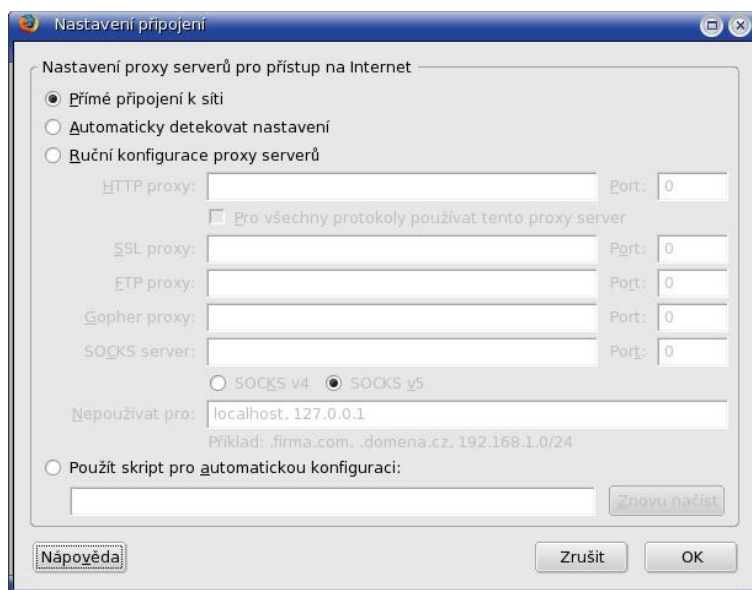 Nastavení připojení
Nastavení proxy serverů pro přístup na Internet
Přímé připojení k síti
Automaticky detekovat nastavení
Ruční konfigurace proxy serverů
HTTP proxy: Port: 0
Pro všechny protokoly používat tento proxy server
SSL proxy: Port: 0
FTP proxy: Port: 0
Gopher proxy: Port: 0
SOCKS server: Port: 0
SOCKS v4 SOCKS v5
Nepoužívat pro: localhost, 127.0.0.1
Příklad: .firma.com, .domena.cz, 192.168.1.0/24
Použít skript pro automatickou konfiguraci:
Znovu načíst
Nápověda Zrušit OK